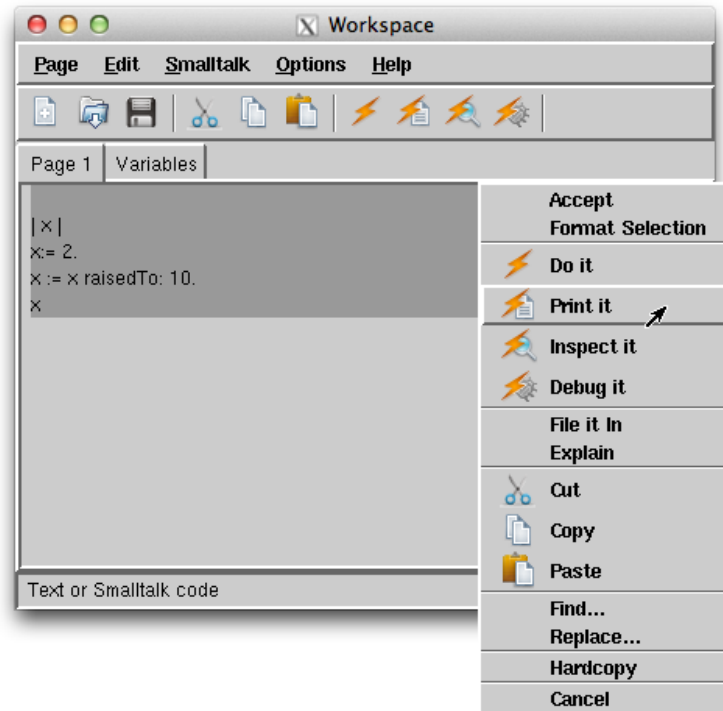 X Workspace
Page Edit Smalltalk Options Help
Page 1 Variables
| x |
x:= 2.
x := x raisedTo: 10.
x
Text or Smalltalk code
Accept
Format Selection
Do it
Print it
Inspect it
Debug it
File it In
Explain
Cut
Copy
Paste
Find...
Replace...
Hardcopy
Cancel